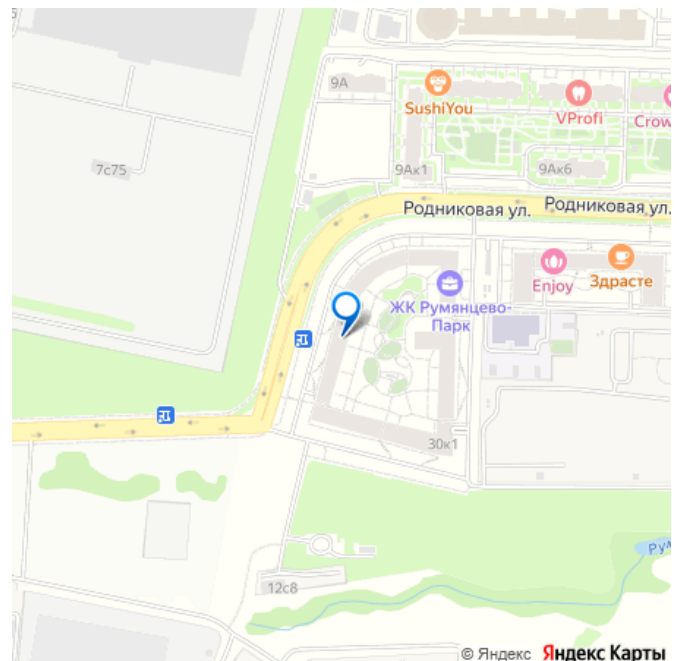 9А
SushiYou
VProfi
Crow
7с75
9Ак1
9Ак6
Родниковая ул.
Родниковая ул.
Enjoy
Здрасте
ЖК Румянцево-
Парк
30к1
Рум
12с8
© Яндекс Яндекс Карты